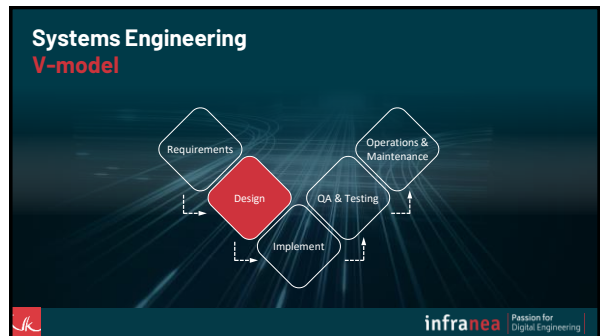 Systems Engineering
V-model
Requirements
Design
Implement
QA & Testing
Operations &
Maintenance
infranea
Passion for
Digital Engineering